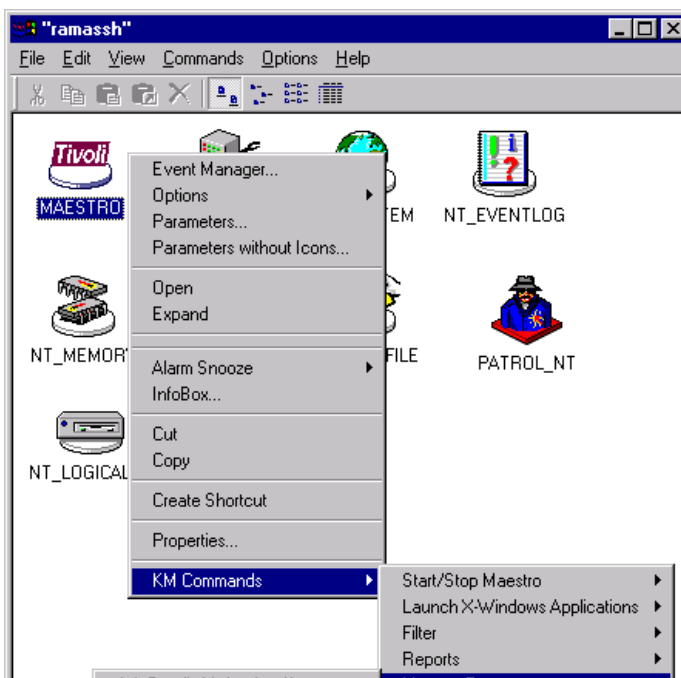 "ramassh"
File Edit View Commands Options Help
Tivoli
MAESTRO
NT_EVENTLOG
Event Manager...
Options
Parameters...
Parameters without Icons...
Open
Expand
Alarm Snooze
InfoBox...
Cut
Copy
Create Shortcut
Properties...
KM Commands
EM
NT_MEMOR
FILE
PATROL_NT
NT_LOGICAL
Start/Stop Maestro
Launch X-Windows Applications
Filter
Reports